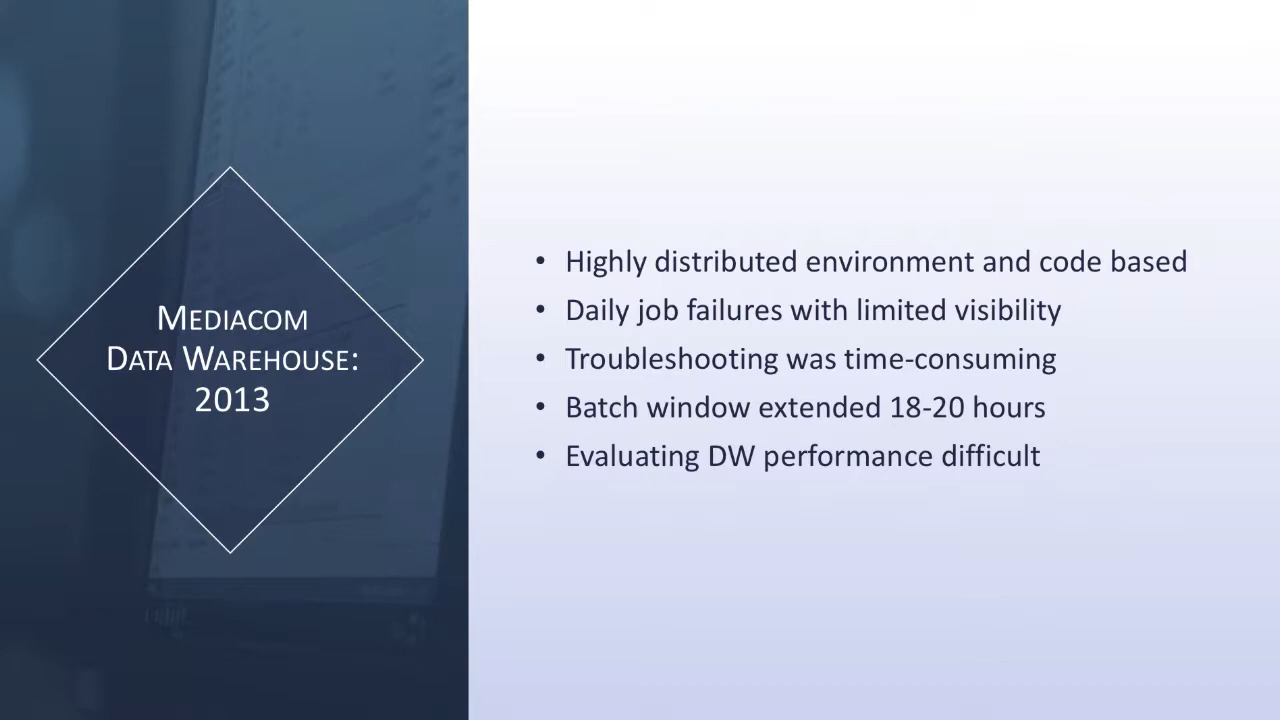 Mediacom
Data Warehouse:
2013
• Highly distributed environment and code based
• Daily job failures with limited visibility
• Troubleshooting was time-consuming
• Batch window extended 18-20 hours
• Evaluating DW performance difficult